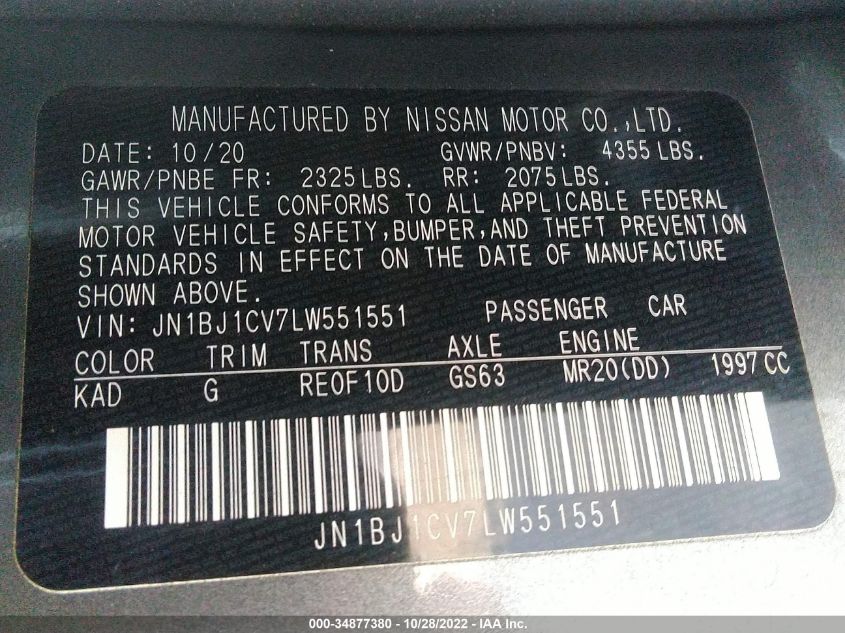 MANUFACTURED BY NISSAN MOTOR CO.,LTD.
DATE: 10/20 GVWR/PNBV: 4355 LBS.
GAWR/PNBE FR: 2325 LBS. RR: 2075 LBS.
THIS VEHICLE CONFORMS TO ALL APPLICABLE FEDERAL
MOTOR VEHICLE SAFETY,BUMPER,AND THEFT PREVENTION
STANDARDS IN EFFECT ON THE DATE OF MANUFACTURE
SHOWN ABOVE.
VIN: JN1BJ1CV7LW551551 PASSENGER CAR
COLOR TRIM TRANS AXLE ENGINE
KAD G RE0F10D GS63 MR20(DD) 1997 CC
JN1BJ1CV7LW551551
000-34877380 - 10/28/2022 - IAA Inc.